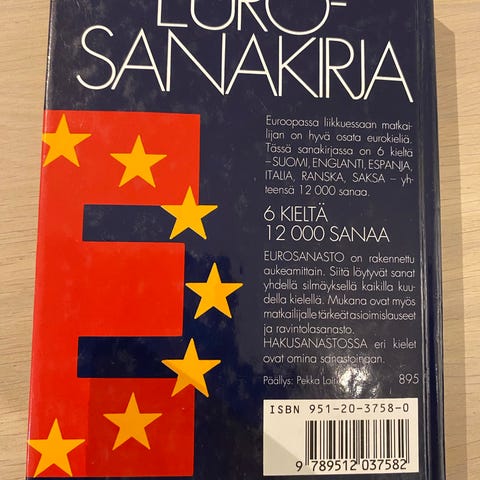 EURO-
SANAKIRJA
Euroopassa liikkuessaan matkai-
lijan on hyvä osata eurokieliä.
Tässä sanakirjassa on 6 kieltä
– SUOMI, ENGLANTI, ESPANJA,
ITALIA, RANSKA, SAKSA – yh-
teensä 12 000 sanaa.
6 KIELTÄ
12 000 SANAA
EUROSANASTO on rakennettu
aukeamittain. Siitä löytyvät sanat
yhdellä silmäyksellä kaikilla kuu-
della kielellä. Mukana ovat myös
matkailijalle tärkeät asioimislauseet
ja ravintolasanasto.
HAKUSANASTOSSA eri kielet
ovat omina sanastoinaan.
Päällys: Pekka
895
ISBN 951-20-3758-0
9 789512 037582